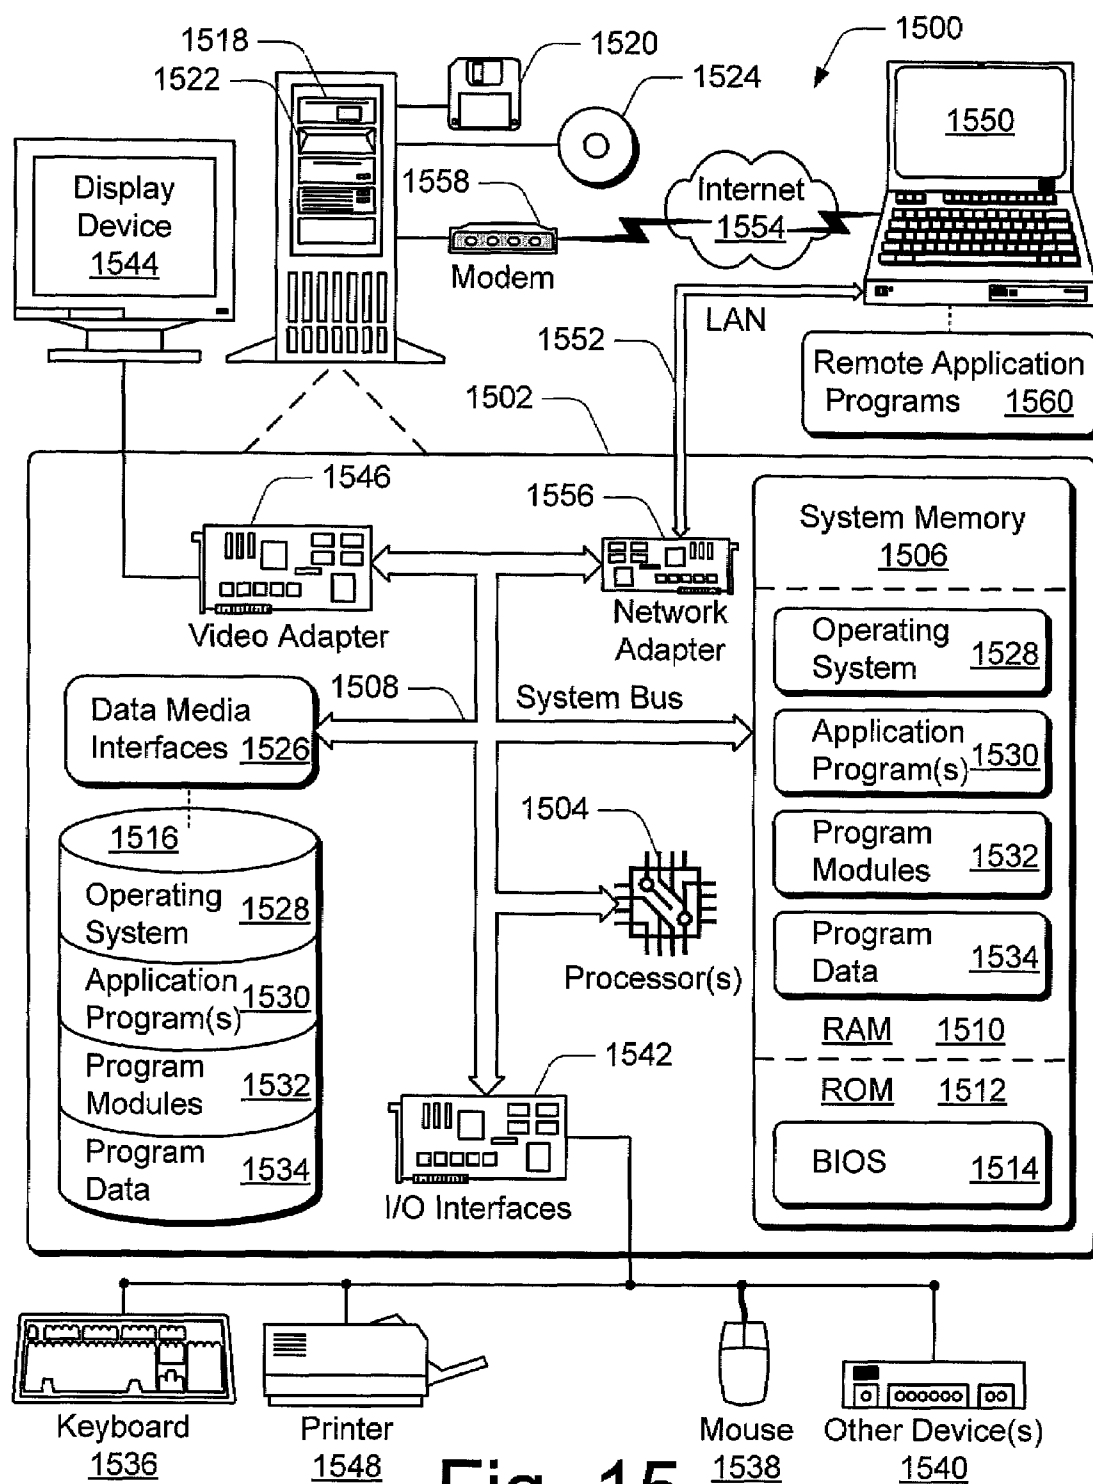 1518
1520
1500
1522
1524
1550
Display
Device
1544
1558
Internet
1554
Modem
LAN
1552
Remote Application
Programs 1560
1502
1546
1556
System Memory
1506
Video Adapter
Network
Adapter
Operating
System 1528
1508
System Bus
Data Media
Interfaces 1526
Application
Program(s) 1530
1504
1516
Program
Modules 1532
Operating
System 1528
Program
Data 1534
Processor(s)
Application
Program(s) 1530
RAM 1510
1542
ROM 1512
Program
Modules 1532
BIOS 1514
Program
Data 1534
I/O Interfaces
Keyboard
1536
Printer
1548
Mouse
1538
Other Device(s)
1540
Fig. 15